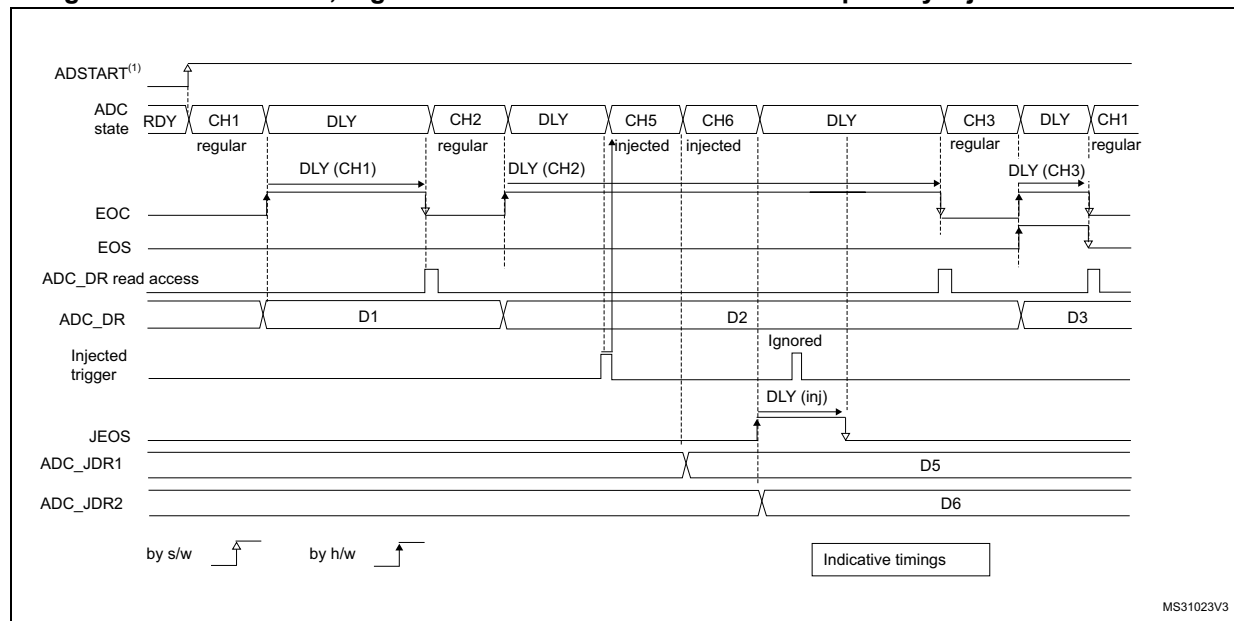 ADSTART(1)
ADC state
RDY CH1 DLY CH2 DLY CH5 CH6 DLY CH3 DLY CH1
regular regular injected injected regular regular
DLY (CH1) DLY (CH2) DLY (CH3)
EOC
EOS
ADC_DR read access
ADC_DR D1 D2 D3
Injected trigger
Ignored
DLY (inj)
JEOS
ADC_JDR1 D5
ADC_JDR2 D6
by s/w by h/w Indicative timings
MS31023V3